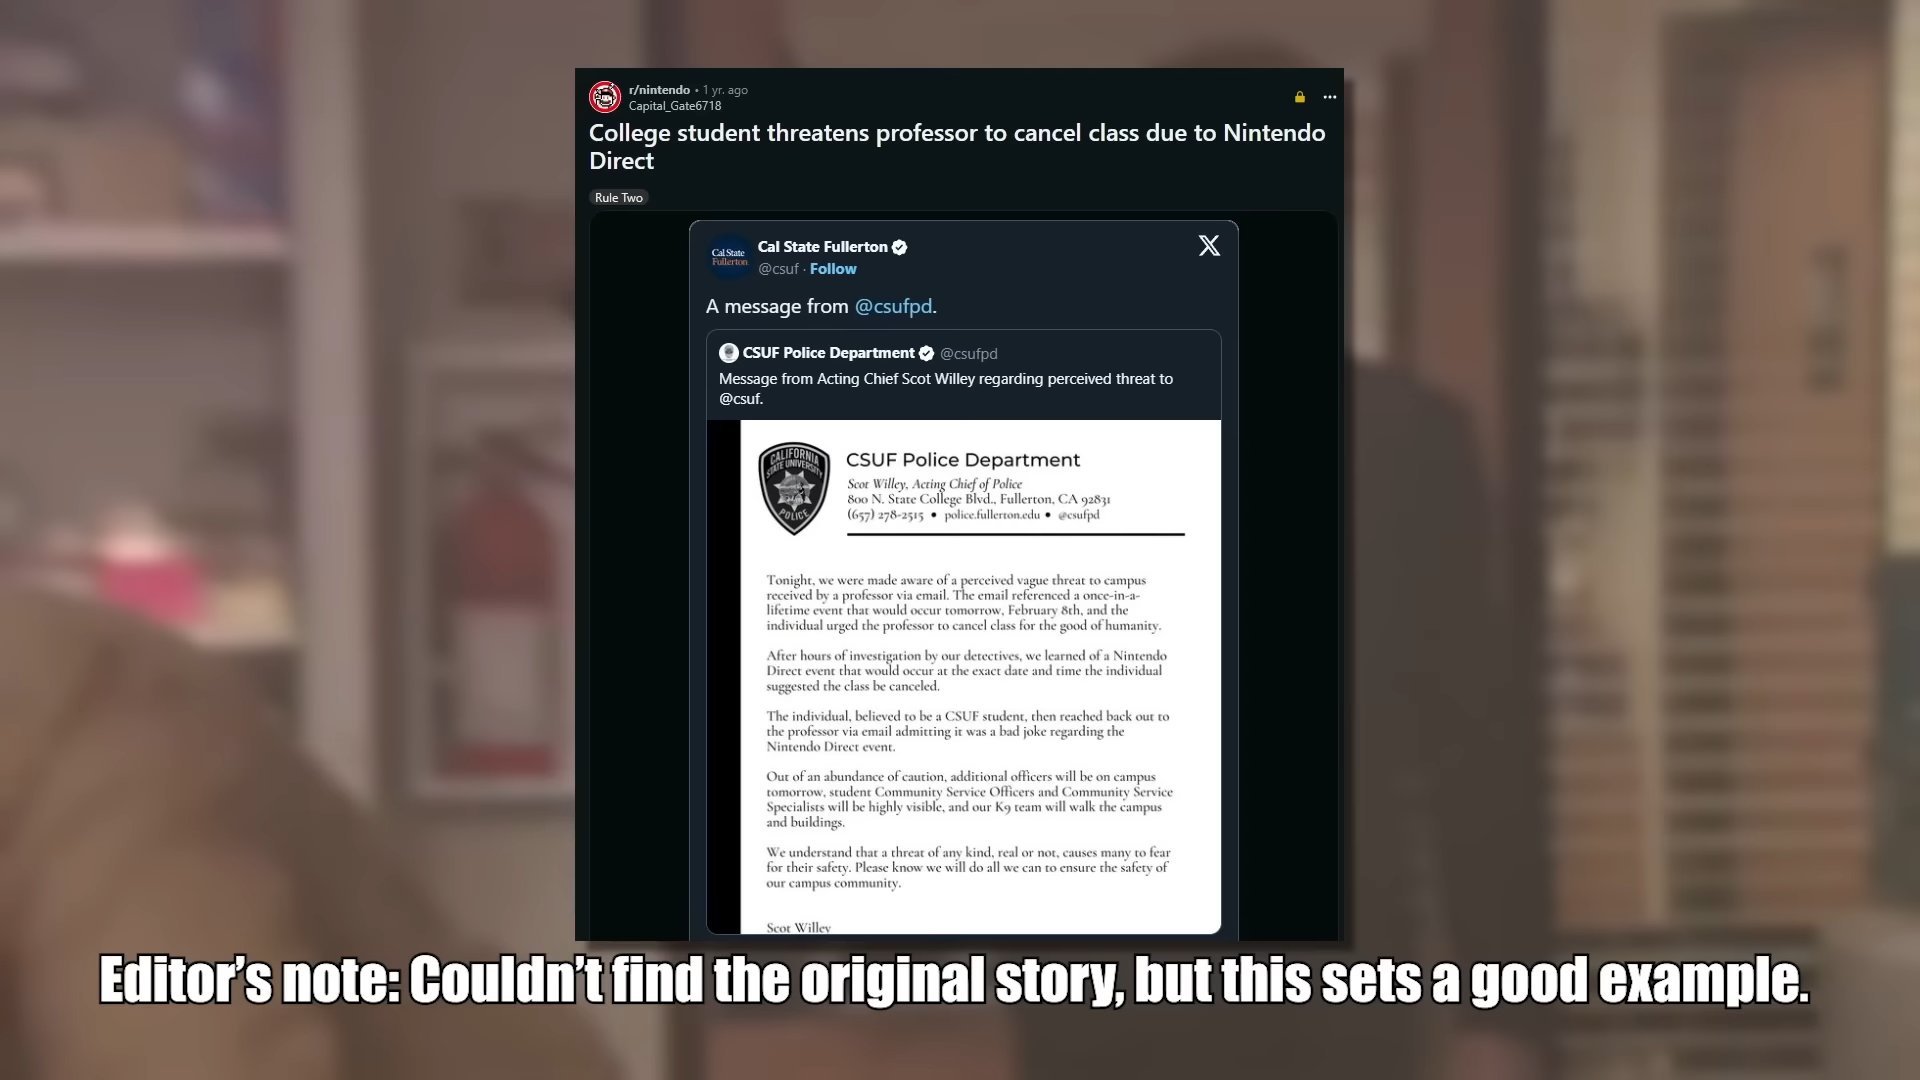 r/nintendo • 1 yr. ago
Capital_Gate6718
College student threatens professor to cancel class due to Nintendo
Direct
Rule Two
Cal State
Fullerton
Cal State Fullerton
@csuf · Follow
A message from @csufpd.
CSUF Police Department @csufpd
Message from Acting Chief Scot Willey regarding perceived threat to
@csuf.
CALIFORNIA
STATE UNIVERSITY
POLICE
CSUF Police Department
Scot Willey, Acting Chief of Police
800 N. State College Blvd., Fullerton, CA 92831
(657) 278-2515 • police.fullerton.edu • @csufpd
Tonight, we were made aware of a perceived vague threat to campus
received by a professor via email. The email referenced a once-in-a-
lifetime event that would occur tomorrow, February 8th, and the
individual urged the professor to cancel class for the good of humanity.
After hours of investigation by our detectives, we learned of a Nintendo
Direct event that would occur at the exact date and time the individual
suggested the class be canceled.
The individual, believed to be a CSUF student, then reached back out to
the professor via email admitting it was a bad joke regarding the
Nintendo Direct event.
Out of an abundance of caution, additional officers will be on campus
tomorrow, student Community Service Officers and Community Service
Specialists will be highly visible, and our K9 team will walk the campus
and buildings.
We understand that a threat of any kind, real or not, causes many to fear
for their safety. Please know we will do all we can to ensure the safety of
our campus community.
Scot Willey
Editor's note: Couldn't find the original story, but this sets a good example.